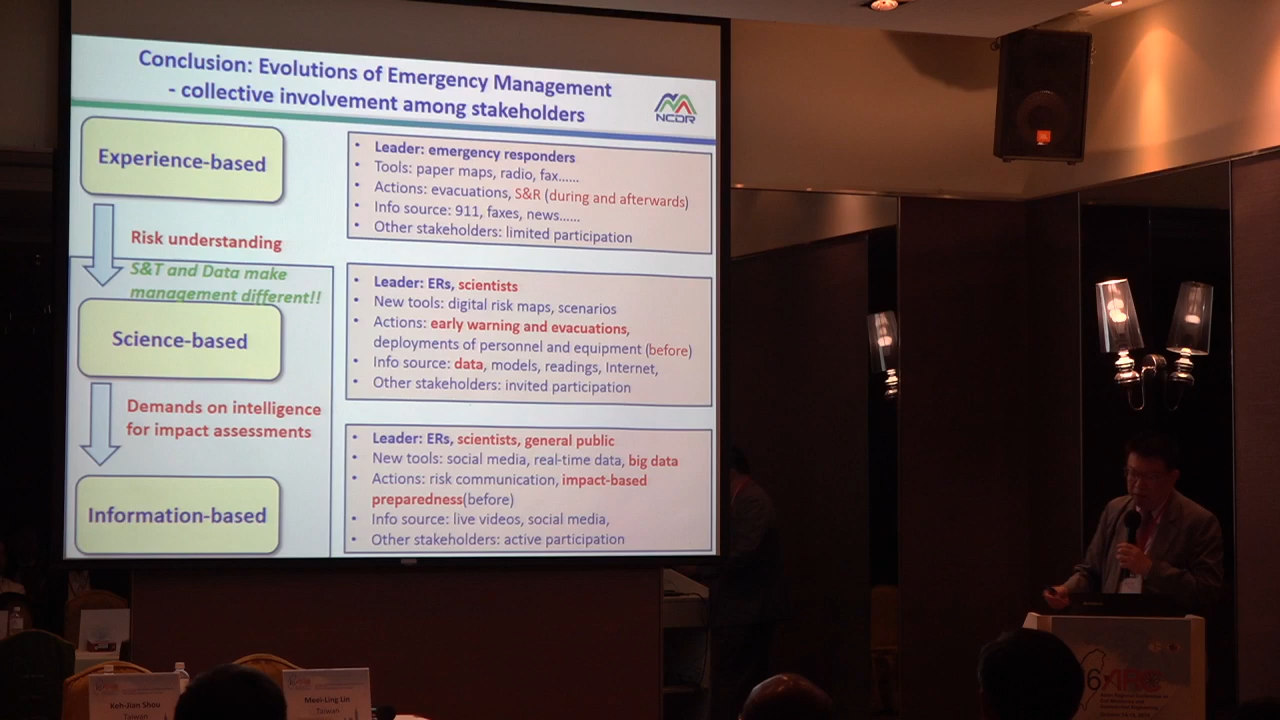 Conclusion: Evolutions of Emergency Management
- collective involvement among stakeholders
NCDR
Experience-based
• Leader: emergency responders
• Tools: paper maps, radio, fax......
• Actions: evacuations, S&R (during and afterwards)
• Info source: 911, faxes, news......
• Other stakeholders: limited participation
Risk understanding
S&T and Data make
management different!!
Science-based
• Leader: ERs, scientists
• New tools: digital risk maps, scenarios
• Actions: early warning and evacuations,
deployments of personnel and equipment (before)
• Info source: data, models, readings, Internet,
• Other stakeholders: invited participation
Demands on intelligence
for impact assessments
Information-based
• Leader: ERs, scientists, general public
• New tools: social media, real-time data, big data
• Actions: risk communication, impact-based
preparedness(before)
• Info source: live videos, social media,
• Other stakeholders: active participation
Keh-Jian Shou
Taiwan
Meei-Ling Lin
Taiwan
JBL
6
Asian Regional Conference on